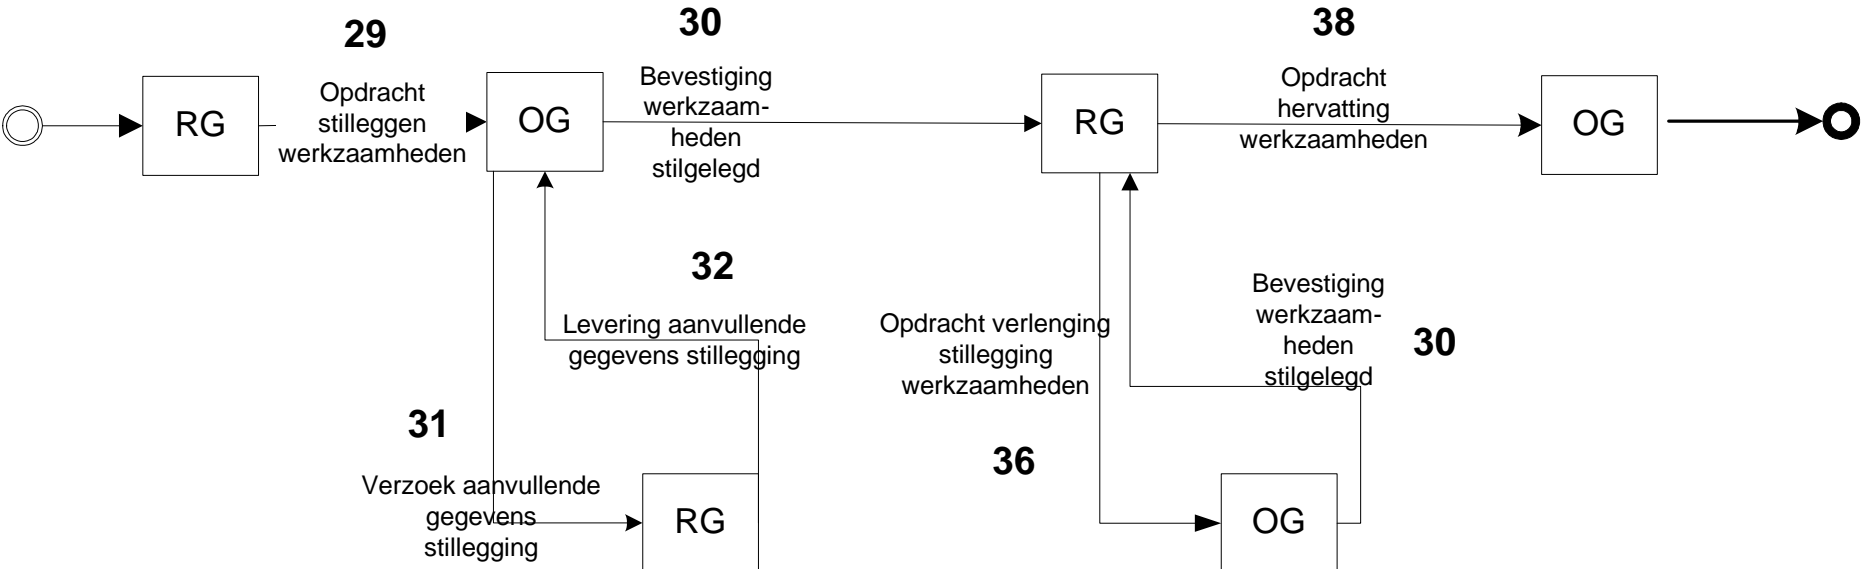 29
30
38
RG
Opdracht
stilleggen
werkzaamheden
OG
Bevestiging
werkzaam-
heden
stilgelegd
RG
Opdracht
hervatting
werkzaamheden
OG
32
Levering aanvullende
gegevens stillegging
Opdracht verlenging
stillegging
werkzaamheden
Bevestiging
werkzaam-
heden
stilgelegd
30
31
36
Verzoek aanvullende
gegevens
stillegging
RG
OG